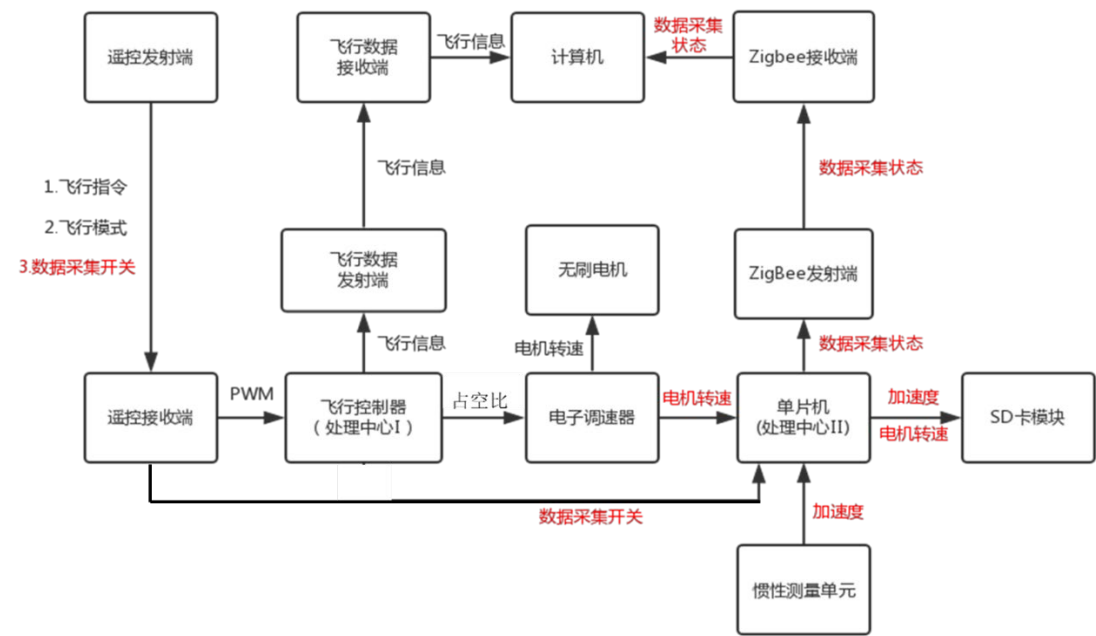 遥控发射端
飞行数据
接收端
飞行信息
计算机
数据采集
状态
Zigbee接收端
1.飞行指令
2.飞行模式
3.数据采集开关
飞行信息
数据采集状态
飞行数据
发射端
无刷电机
ZigBee发射端
飞行信息
电机转速
数据采集状态
遥控接收端
PWM
飞行控制器
(处理中心I)
占空比
电子调速器
电机转速
单片机
(处理中心II)
加速度
电机转速
SD卡模块
数据采集开关
加速度
惯性测量单元